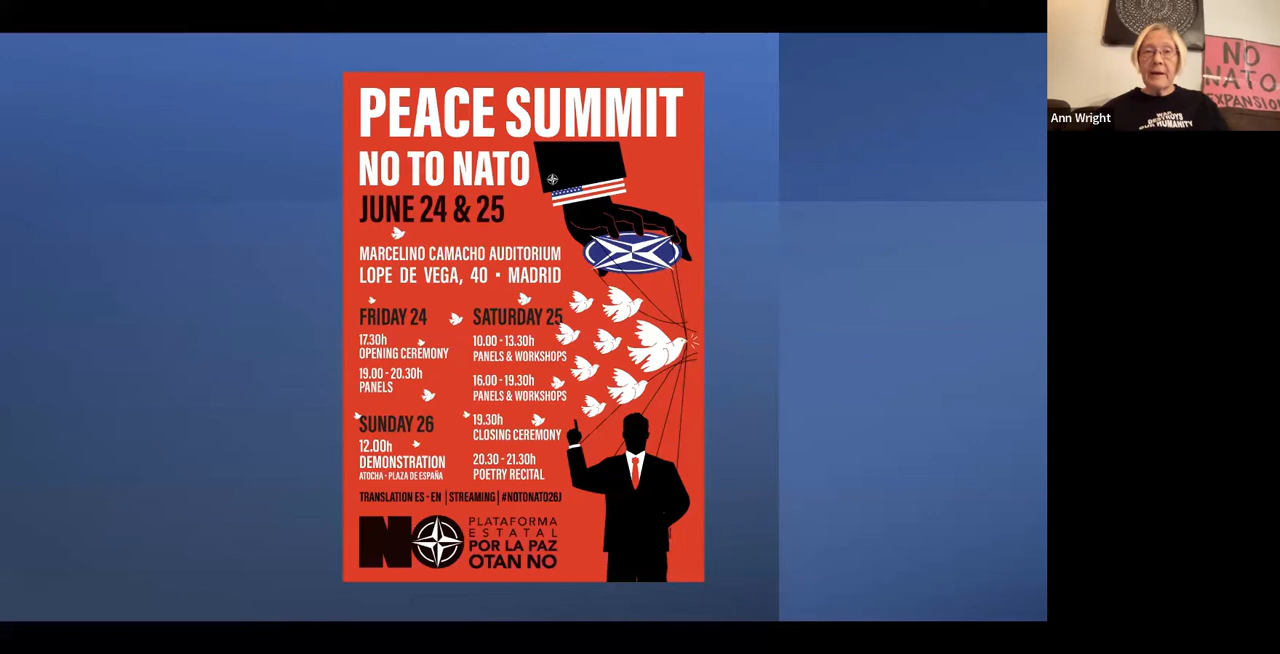 PEACE SUMMIT
NO TO NATO
JUNE 24 & 25
MARCELINO CAMACHO AUDITORIUM
LOPE DE VEGA, 40 · MADRID
FRIDAY 24
17.30h
OPENING CEREMONY
19.00 - 20.30h
PANELS
SUNDAY 26
12.00h
DEMONSTRATION
ATOCHA - PLAZA DE ESPAÑA
SATURDAY 25
10.00 - 13.30h
PANELS & WORKSHOPS
16.00 - 19.30h
PANELS & WORKSHOPS
19.30h
CLOSING CEREMONY
20.30 - 21.30h
POETRY RECITAL
TRANSLATION ES - EN | STREAMING | #NOTONATO26J
NO
PLATAFORMA
ESTATAL
POR LA PAZ
OTAN NO
NO
NATO
EXPANSION
WAR
DESTROYS
OUR HUMANITY
Ann Wright